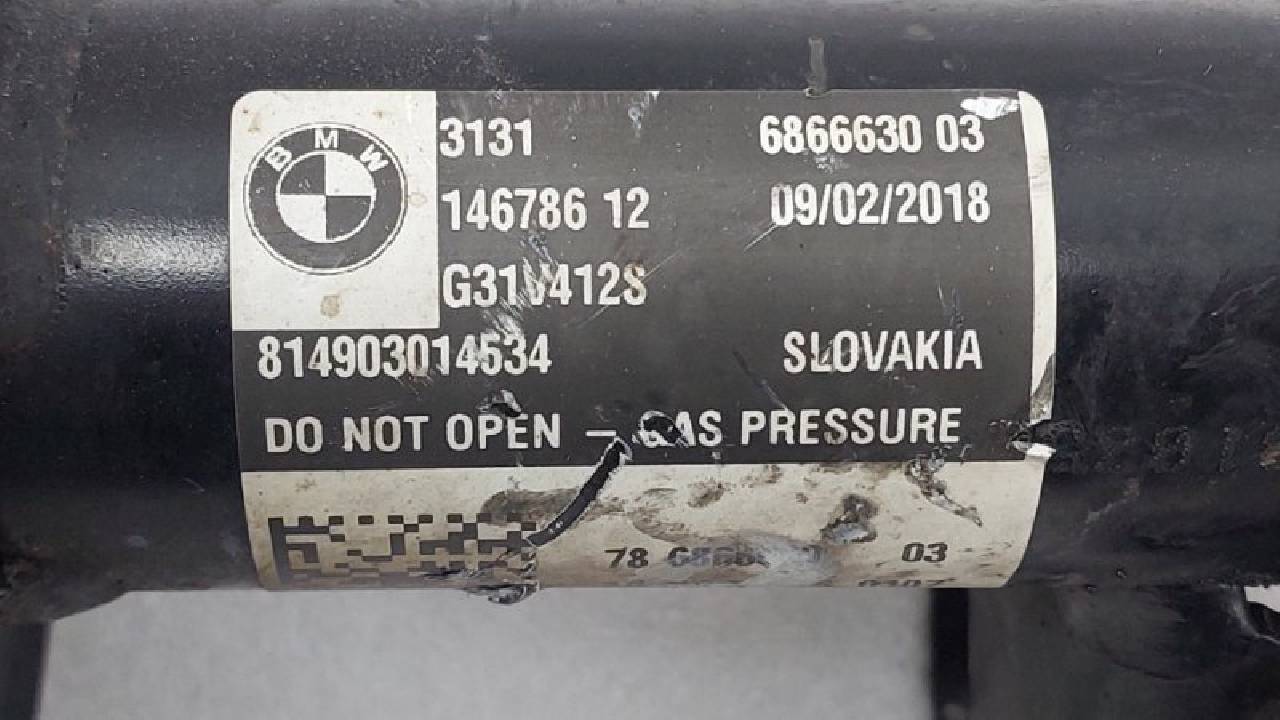 BMW
3131 6866630 03
146786 12 09/02/2018
G31V412S
814903014534 SLOVAKIA
DO NOT OPEN – GAS PRESSURE
78 03